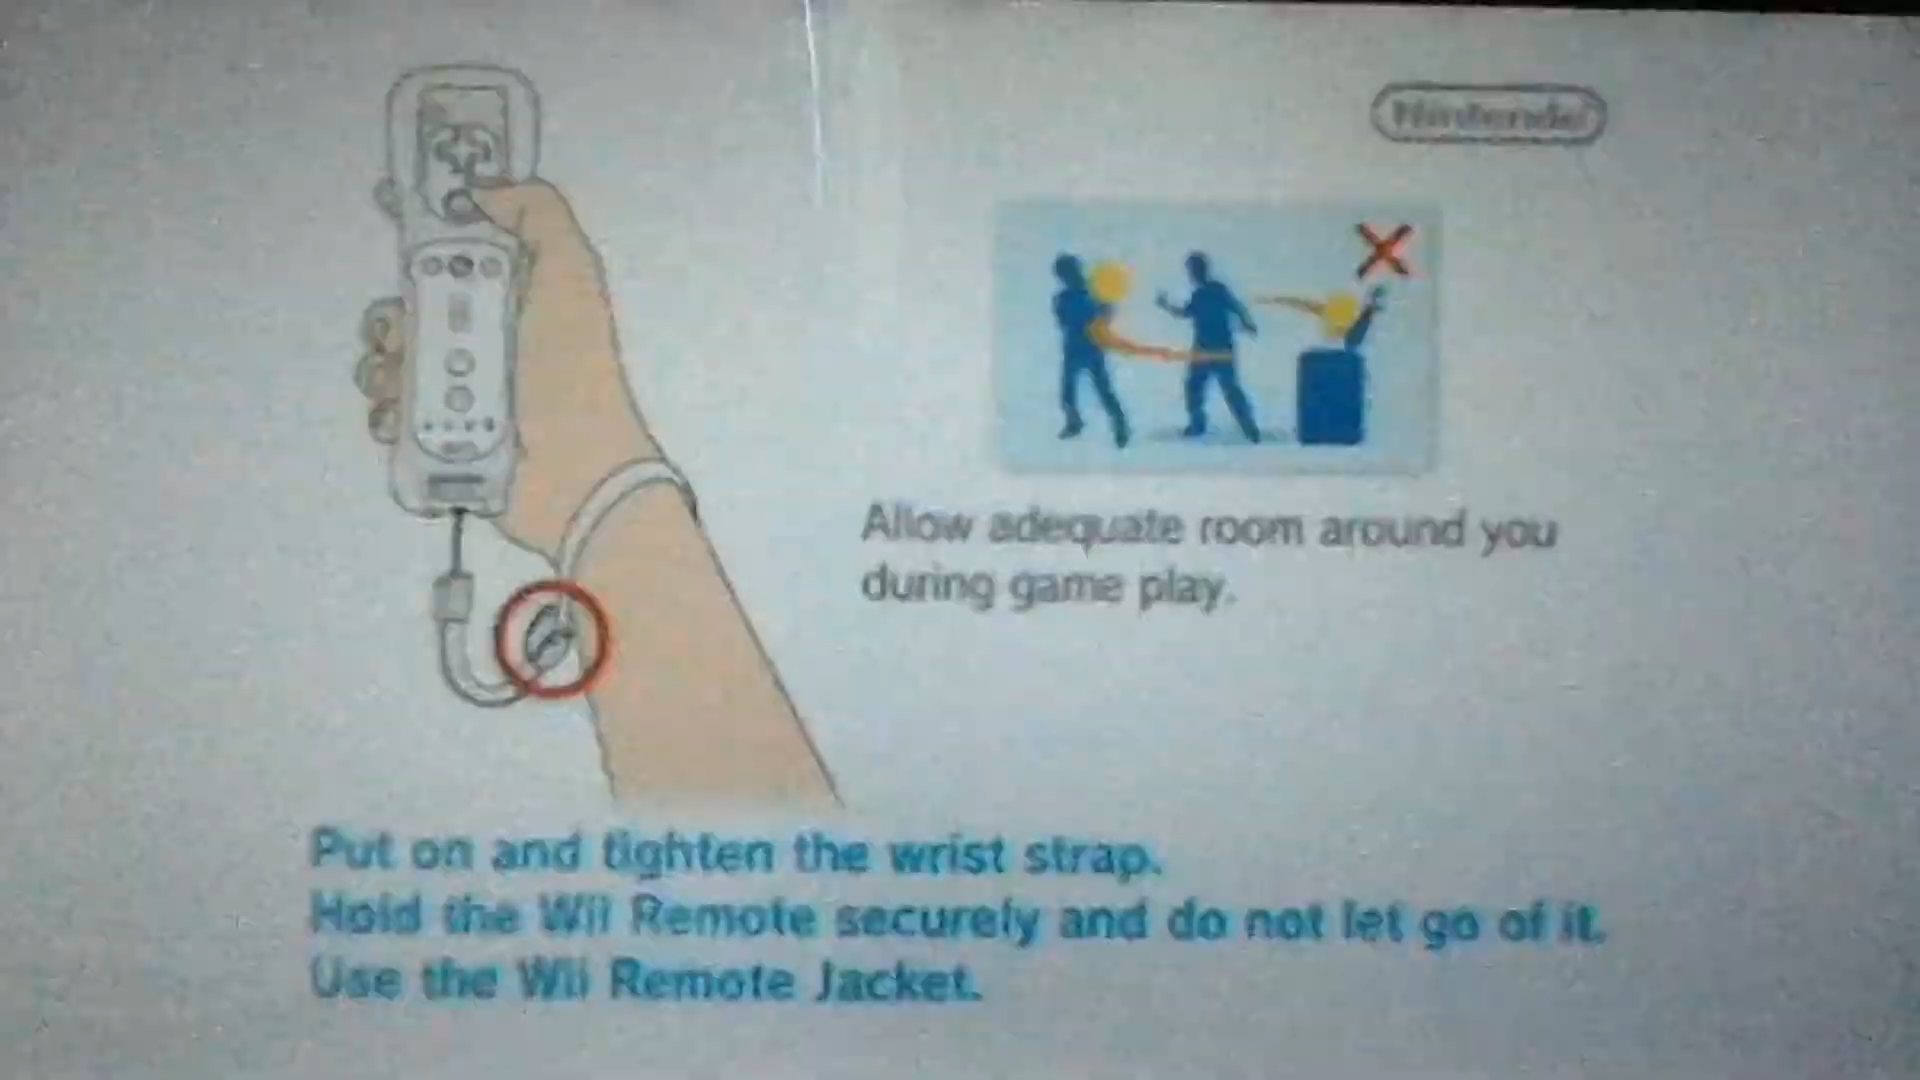 Nintendo
Allow adequate room around you
during game play.
Put on and tighten the wrist strap.
Hold the Wii Remote securely and do not let go of it.
Use the Wii Remote Jacket.